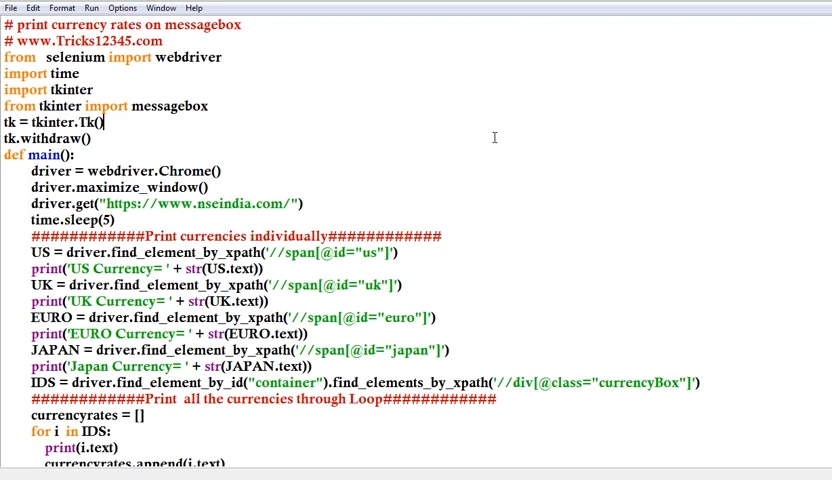 File Edit Format Run Options Window Help
# print currency rates on messagebox
# www.Tricks12345.com
from selenium import webdriver
import time
import tkinter
from tkinter import messagebox
tk = tkinter.Tk()
tk.withdraw()
def main():
driver = webdriver.Chrome()
driver.maximize_window()
driver.get("https://www.nseindia.com/")
time.sleep(5)
############Print currencies individually############
US = driver.find_element_by_xpath('//span[@id="us"]')
print('US Currency= ' + str(US.text))
UK = driver.find_element_by_xpath('//span[@id="uk"]')
print('UK Currency= ' + str(UK.text))
EURO = driver.find_element_by_xpath('//span[@id="euro"]')
print('EURO Currency= ' + str(EURO.text))
JAPAN = driver.find_element_by_xpath('//span[@id="japan"]')
print('Japan Currency= ' + str(JAPAN.text))
IDS = driver.find_element_by_id("container").find_elements_by_xpath('//div[@class="currencyBox"]')
############Print  all the currencies through Loop############
currencyrates = []
for i  in IDS:
print(i.text)
currencyrates.append(i.text)